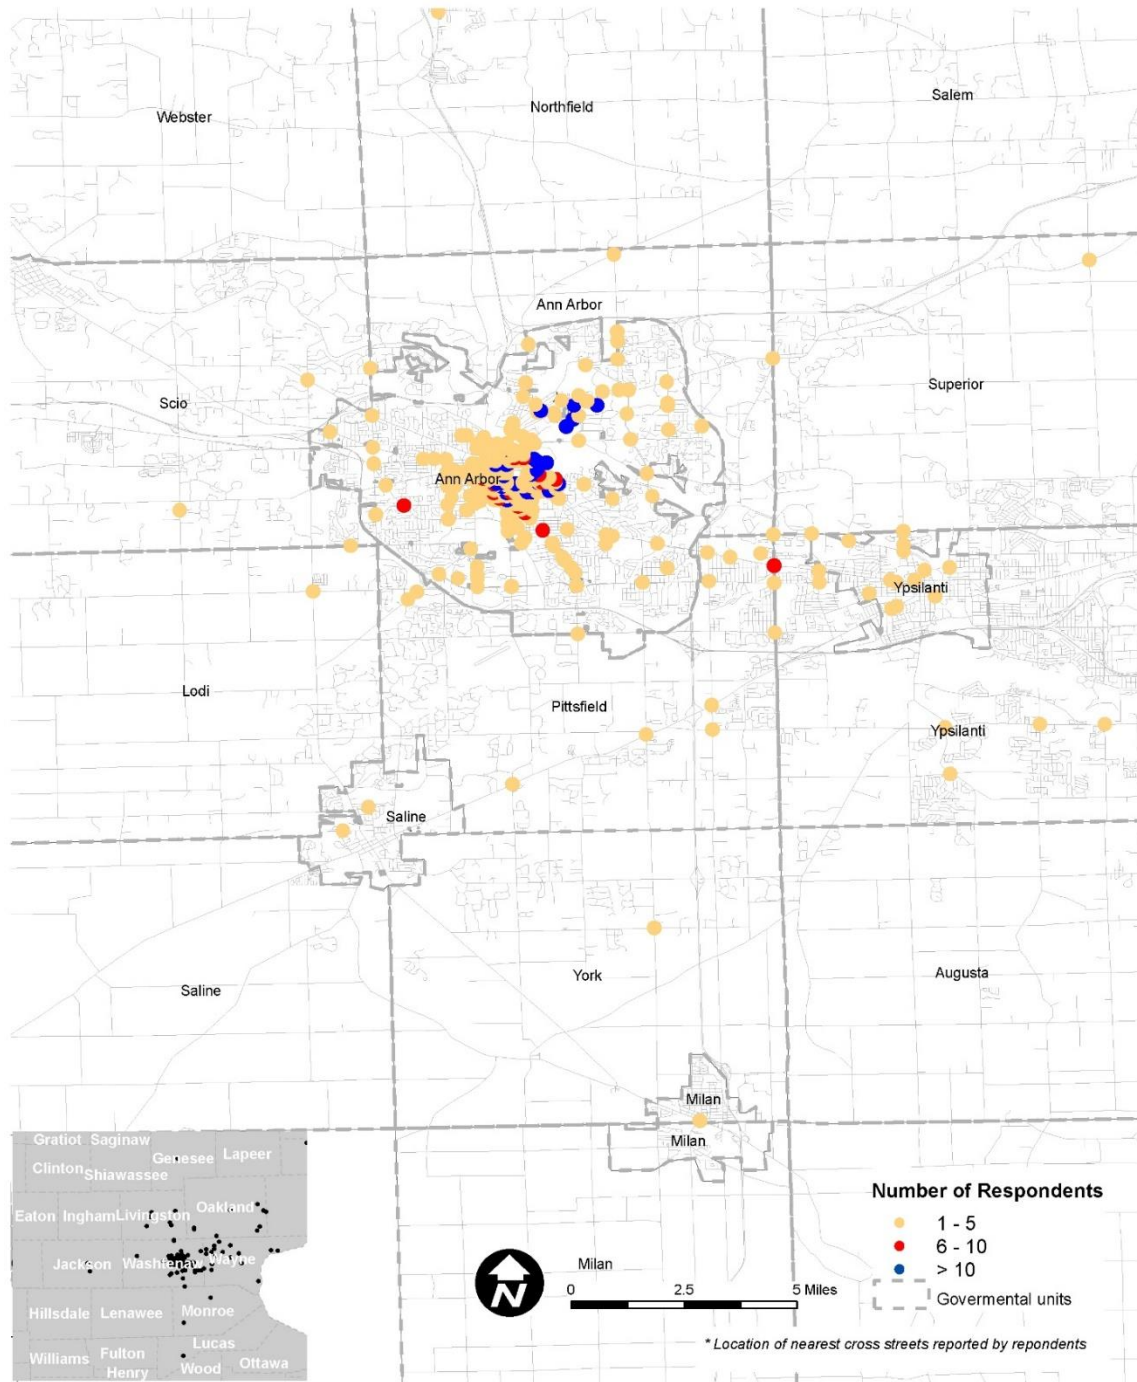 Webster
Northfield
Salem
Ann Arbor
Scio
Superior
Ann Arbor
Ypsilanti
Lodi
Pittsfield
Ypsilanti
Saline
Saline
York
Augusta
Milan
Milan
Milan
Gratiot Saginaw
Genesee Lapeer
Clinton
Shiawassee
Eaton Ingham Livingston Oakland
Jackson Washtenaw Wayne
Hillsdale Lenawee Monroe
Lucas
Williams Fulton Wood Ottawa
Henry
N
0 2.5 5 Miles
Number of Respondents
1 - 5
6 - 10
> 10
Govermental units
* Location of nearest cross streets reported by repondents